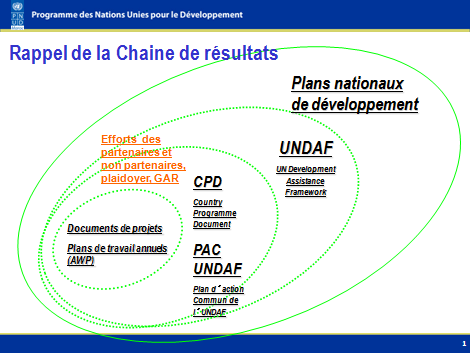 P N
U D
Programme des Nations Unies pour le Développement
Rappel de la Chaine de résultats
Plans nationaux
de développement
Efforts des
partenaires et
non partenaires,
plaidoyer, GAR
UNDAF
UN Development
Assistance
Framework
CPD
Country
Programme
Document
Documents de projets
Plans de travail annuels
(AWP)
PAC
UNDAF
Plan d´action
Communi de
l´UNDAF
1